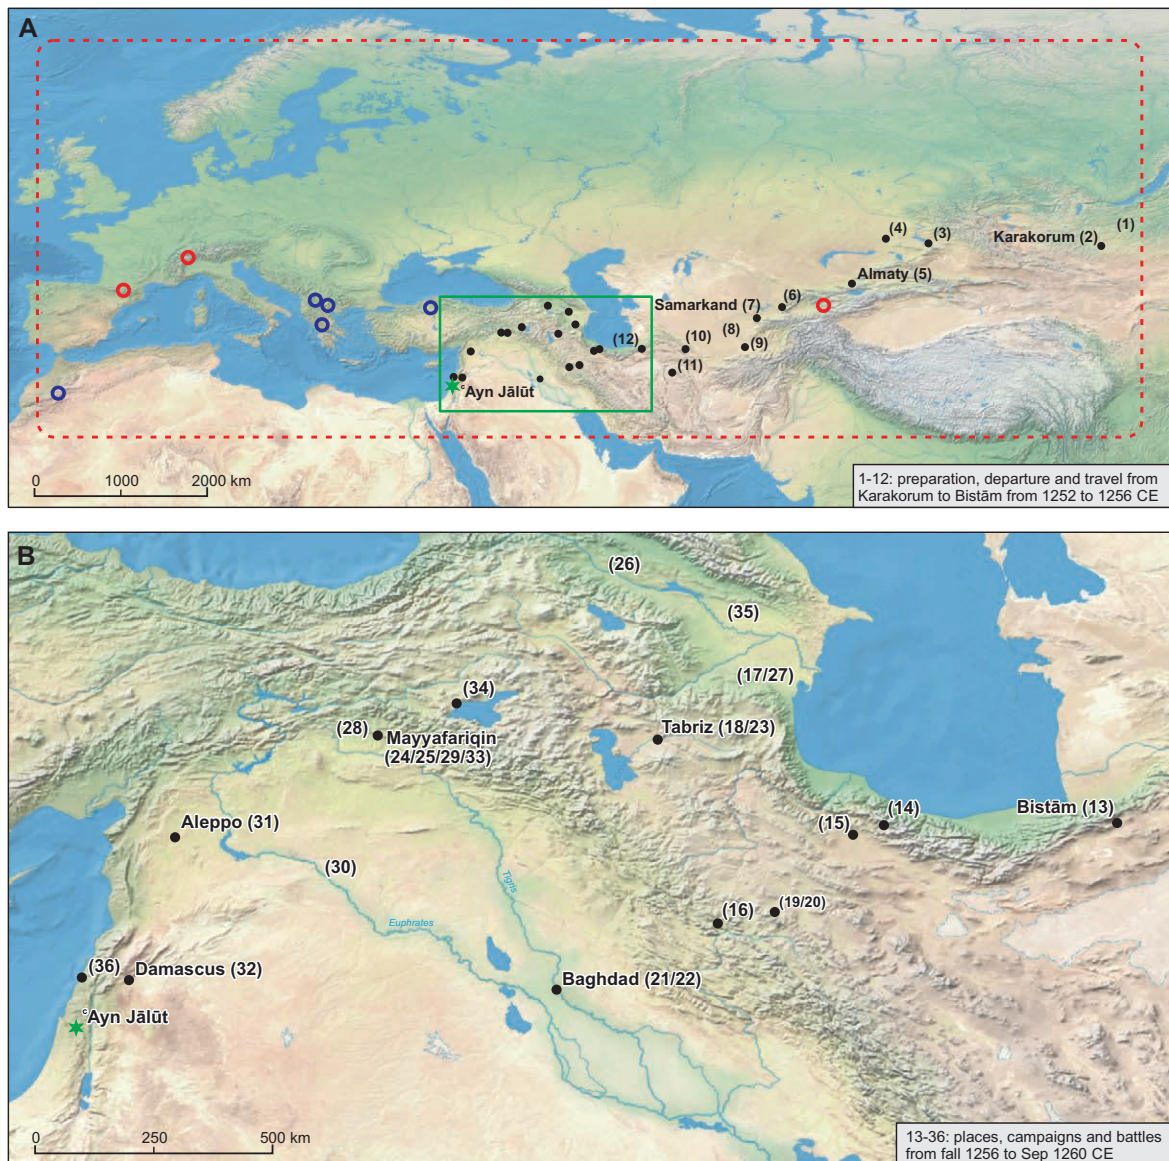 A
(1)
Karakorum (2)
(4)
(3)
Almaty (5)
Samarkand (7)
(6)
(8)
(9)
(10)
(11)
(12)
ʿAyn Jālūt
0 1000 2000 km
1-12: preparation, departure and travel from
Karakorum to Bistām from 1252 to 1256 CE
B
(26)
(35)
(17/27)
(34)
(28)
Mayyafariqin
(24/25/29/33)
Tabriz (18/23)
Aleppo (31)
(14)
Bistām (13)
(15)
(30)
Tigris
(19/20)
(16)
Euphrates
(36)
Damascus (32)
Baghdad (21/22)
ʿAyn Jālūt
0 250 500 km
13-36: places, campaigns and battles
from fall 1256 to Sep 1260 CE